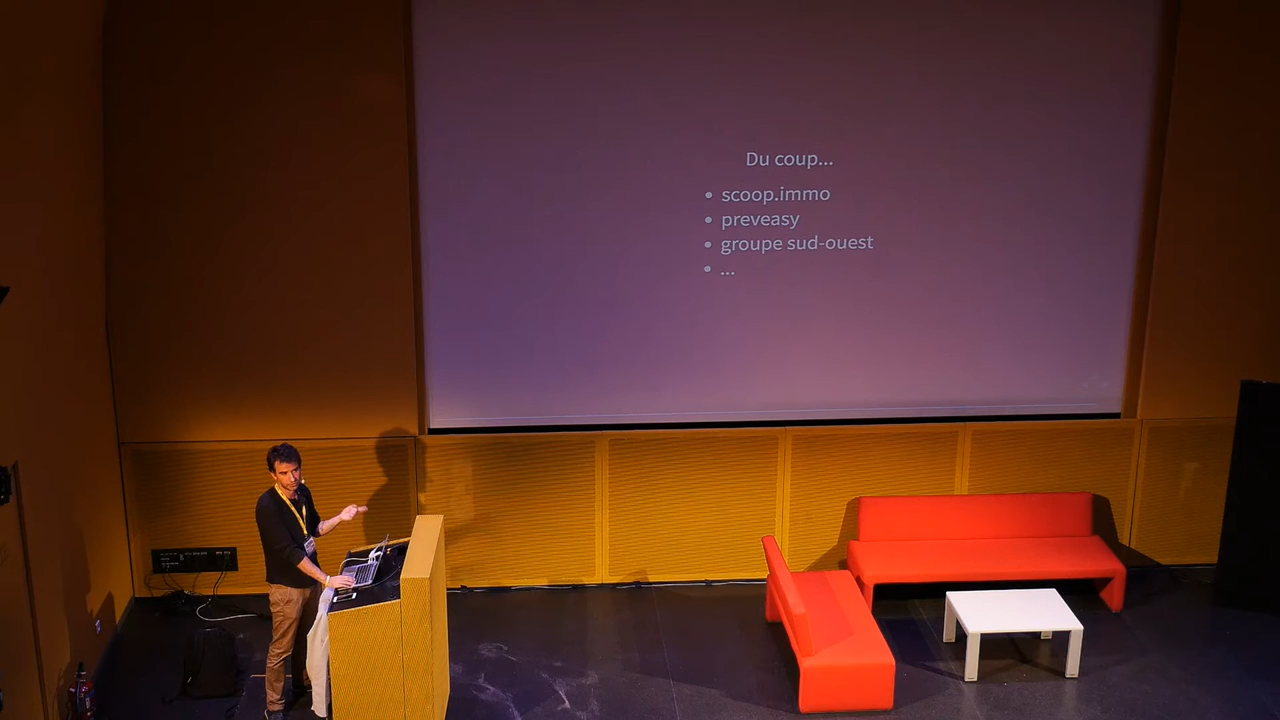 Du coup...
• scoop.immo
• preveasy
• groupe sud-ouest
• ...